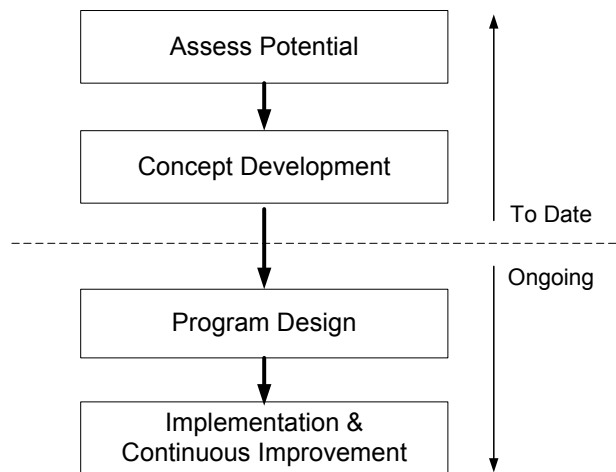 Assess Potential
Concept Development
To Date
Ongoing
Program Design
Implementation &
Continuous Improvement